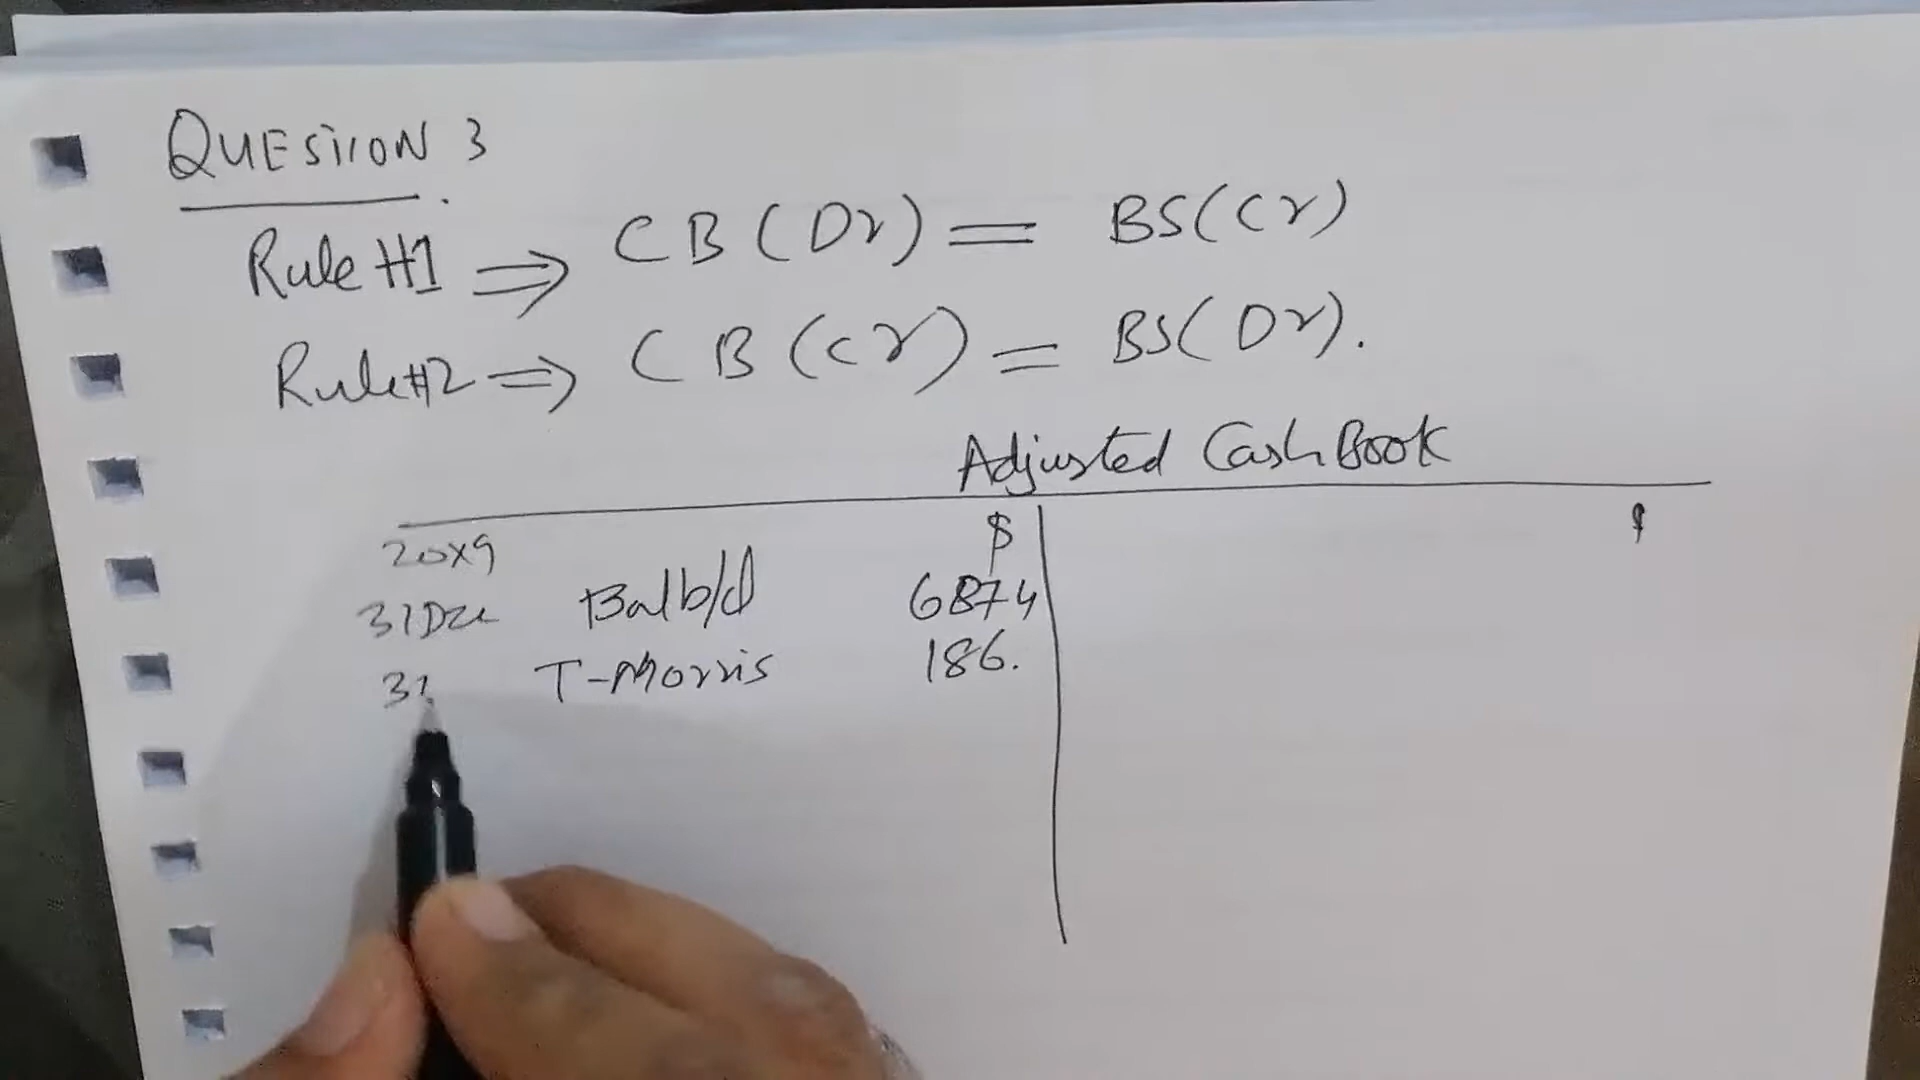 QUESTION 3
Rule #1 ⇒ CB (Dr) = BS (Cr)
Rule #2 ⇒ CB (Cr) = BS (Dr).
Adjusted Cash Book
20X9 $ $
31 Dec Bal b/d 6874
31 T-Morris 186.